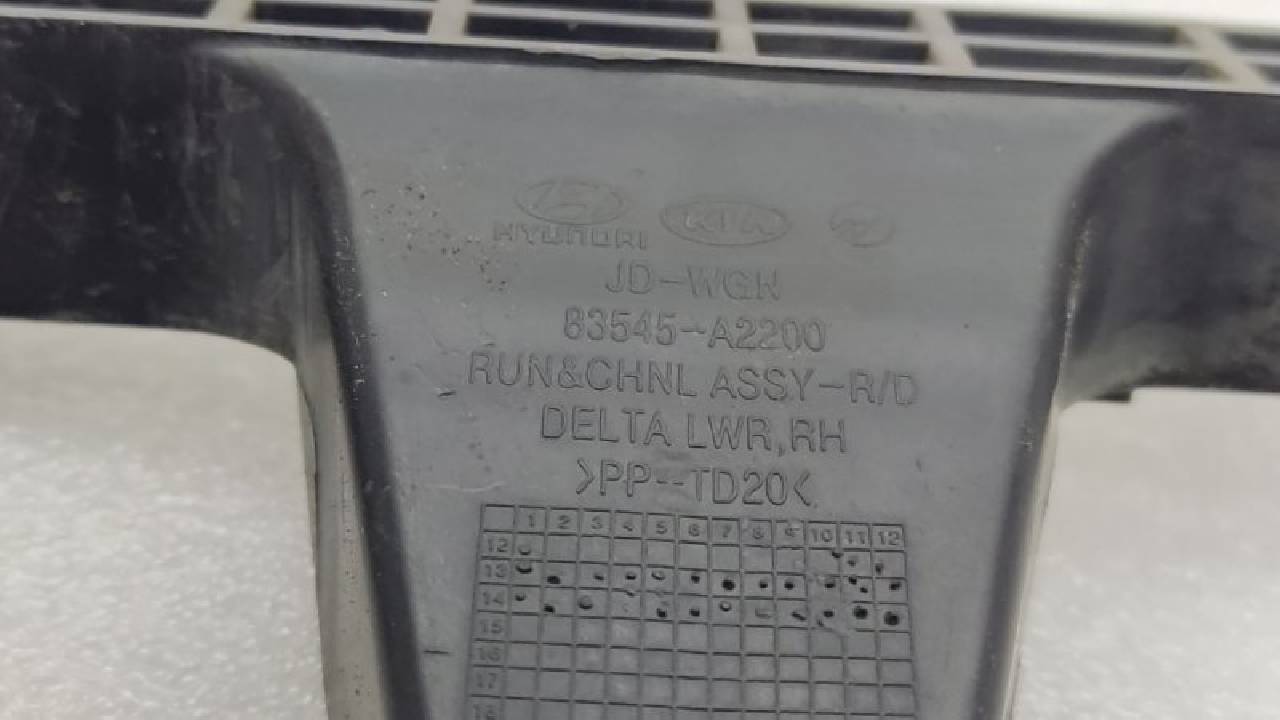 HYUNDAI KIA
JD-WGN
83545-A2200
RUN&CHNL ASSY-R/D
DELTA LWR,RH
>PP--TD20<
1 2 3 4 5 6 7 8 9 10 11 12
12
13
14
15
16
17
18